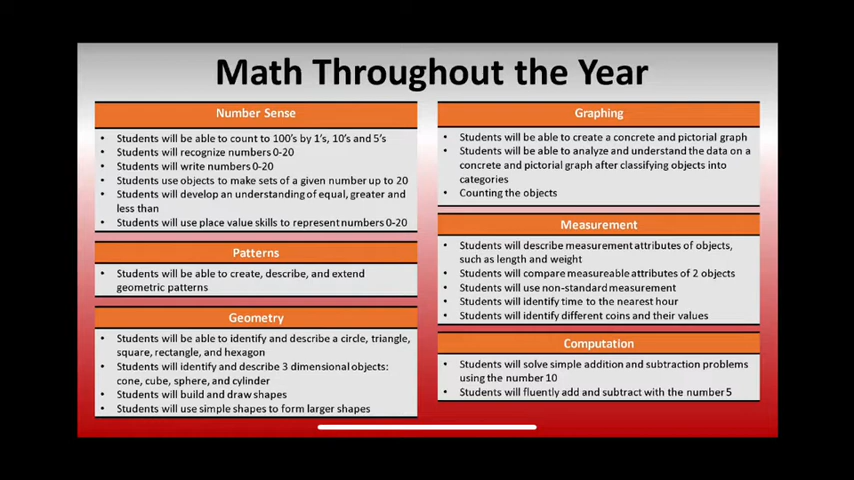 Math Throughout the Year
Number Sense
• Students will be able to count to 100's by 1's, 10's and 5's
• Students will recognize numbers 0-20
• Students will write numbers 0-20
• Students use objects to make sets of a given number up to 20
• Students will develop an understanding of equal, greater and
less than
• Students will use place value skills to represent numbers 0-20
Patterns
• Students will be able to create, describe, and extend
geometric patterns
Geometry
• Students will be able to identify and describe a circle, triangle,
square, rectangle, and hexagon
• Students will identify and describe 3 dimensional objects:
cone, cube, sphere, and cylinder
• Students will build and draw shapes
• Students will use simple shapes to form larger shapes
Graphing
• Students will be able to create a concrete and pictorial graph
• Students will be able to analyze and understand the data on a
concrete and pictorial graph after classifying objects into
categories
• Counting the objects
Measurement
• Students will describe measurement attributes of objects,
such as length and weight
• Students will compare measureable attributes of 2 objects
• Students will use non-standard measurement
• Students will identify time to the nearest hour
• Students will identify different coins and their values
Computation
• Students will solve simple addition and subtraction problems
using the number 10
• Students will fluently add and subtract with the number 5